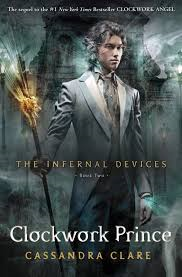 The sequel to the #1 New York Times Bestseller CLOCKWORK ANGEL
THE INFERNAL DEVICES
BOOK TWO
Clockwork Prince
CASSANDRA CLARE